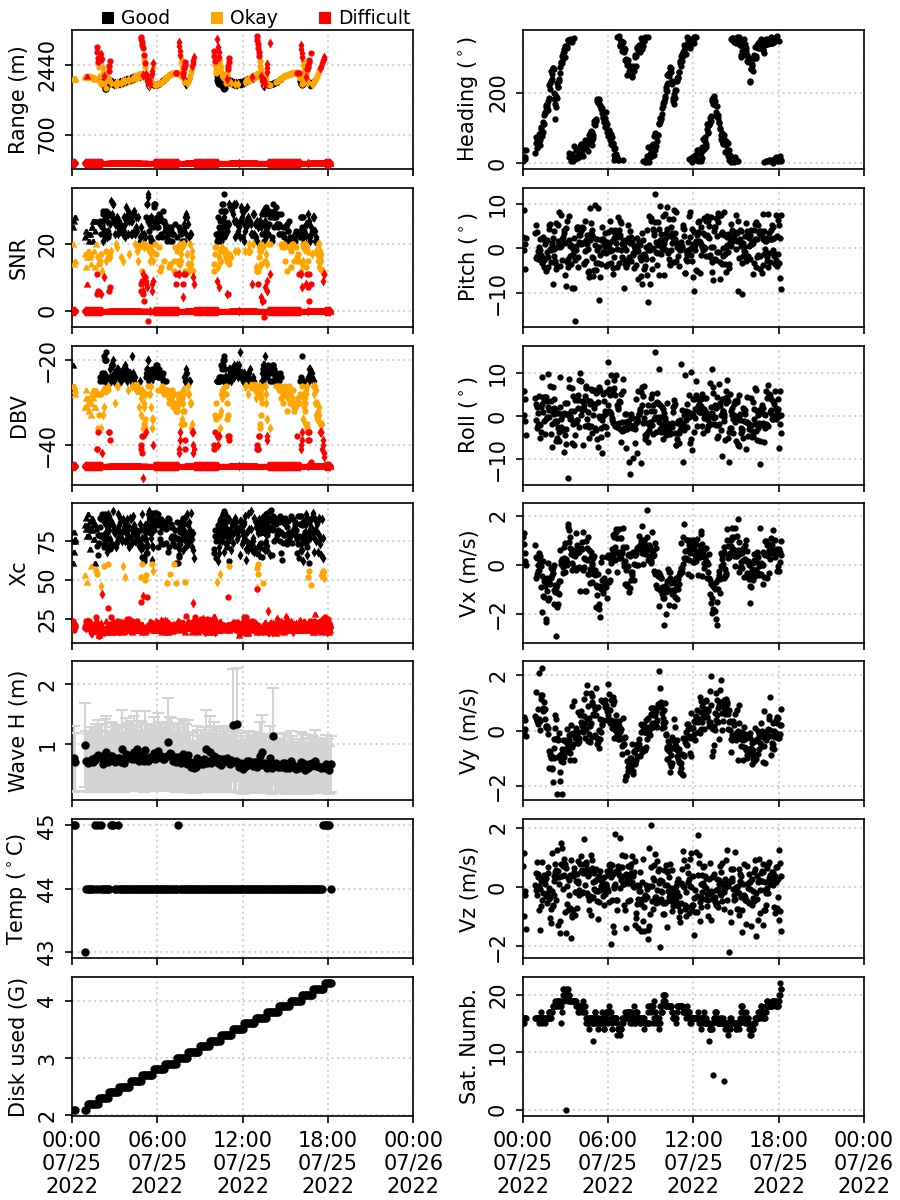 Good Okay Difficult
Range (m)
2440
700
Heading (°)
200
0
SNR
20
0
Pitch (°)
10
0
−10
DBV
−20
−40
Roll (°)
10
0
−10
Xc
75
50
25
Vx (m/s)
2
0
−2
Wave H (m)
2
1
Vy (m/s)
2
0
−2
Temp (°C)
45
44
43
Vz (m/s)
2
0
−2
Disk used (G)
4
3
2
Sat. Numb.
20
10
0
00:00 06:00 12:00 18:00 00:00
07/25 07/25 07/25 07/25 07/26
2022 2022 2022 2022 2022
00:00 06:00 12:00 18:00 00:00
07/25 07/25 07/25 07/25 07/26
2022 2022 2022 2022 2022